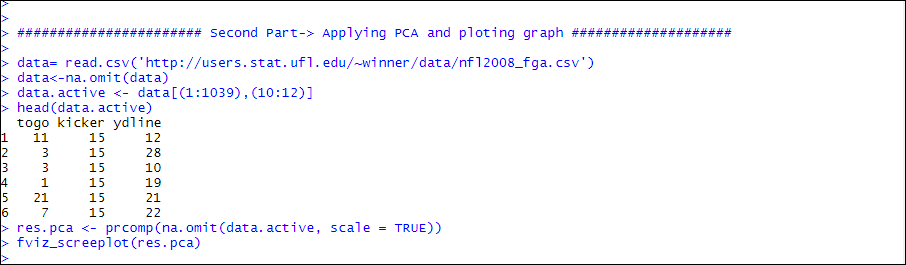 >
>
> ####################### Second Part-> Applying PCA and ploting graph ####################
>
> data= read.csv('http://users.stat.ufl.edu/~winner/data/nfl2008_fga.csv')
> data<-na.omit(data)
> data.active <- data[(1:1039),(10:12)]
> head(data.active)
  togo kicker ydline
1   11     15     12
2    3     15     28
3    3     15     10
4    1     15     19
5   21     15     21
6    7     15     22
> res.pca <- prcomp(na.omit(data.active, scale = TRUE))
> fviz_screeplot(res.pca)
>